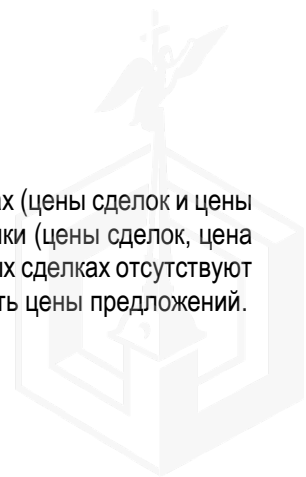 ах (цены сделок и цены
ки (цены сделок, цена
их сделках отсутствуют
ть цены предложений.